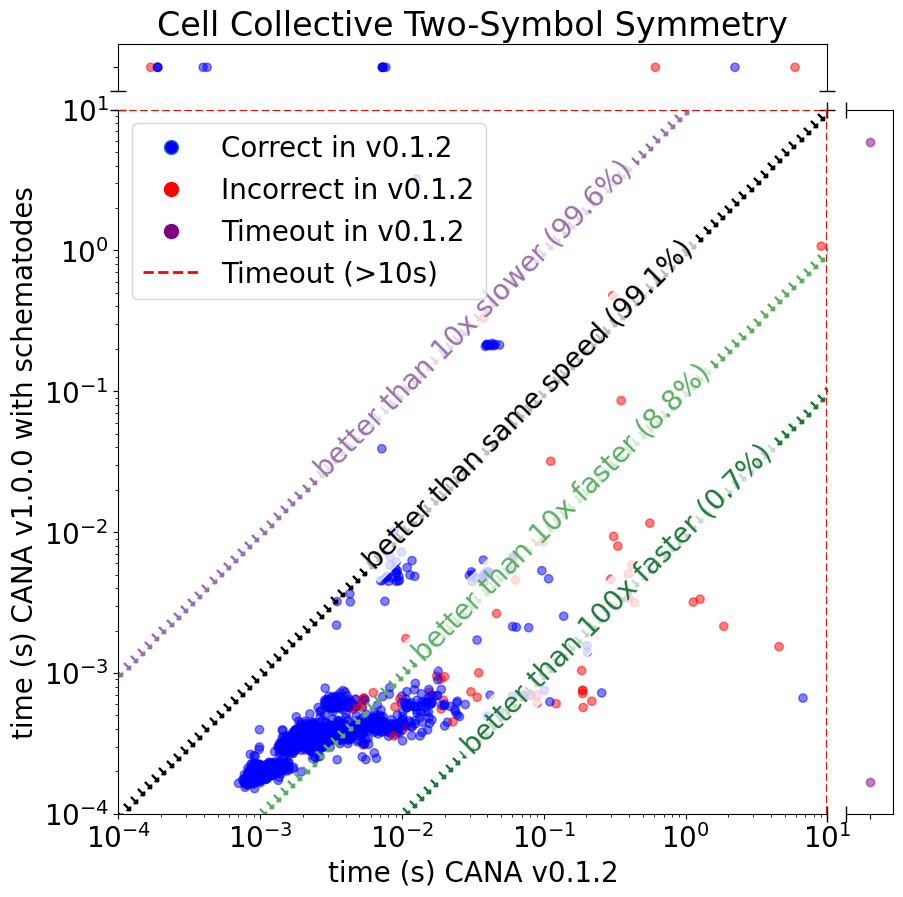 Cell Collective Two-Symbol Symmetry
Correct in v0.1.2
Incorrect in v0.1.2
Timeout in v0.1.2
Timeout (>10s)
better than 10x slower (99.6%)
better than same speed (99.1%)
better than 10x faster (8.8%)
better than 100x faster (0.7%)
time (s) CANA v1.0.0 with schematodes
10¹
10⁰
10⁻¹
10⁻²
10⁻³
10⁻⁴
10⁻⁴ 10⁻³ 10⁻² 10⁻¹ 10⁰ 10¹
time (s) CANA v0.1.2